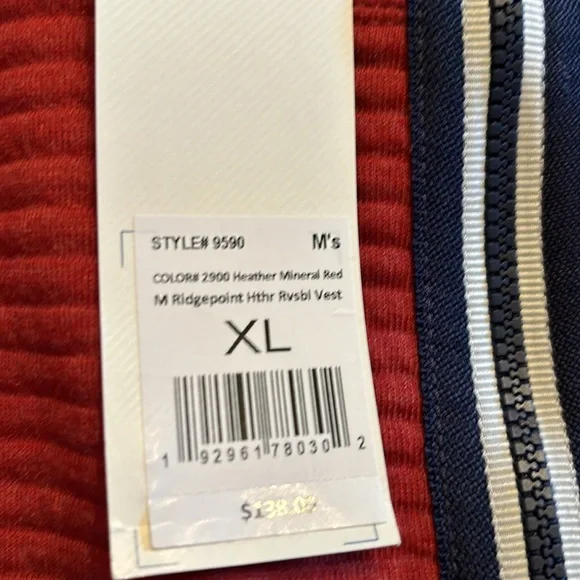 STYLE# 9590 M's
COLOR# 2900 Heather Mineral Red
M Ridgepoint Hthr Rvsbl Vest
XL
1 92961 78030 2